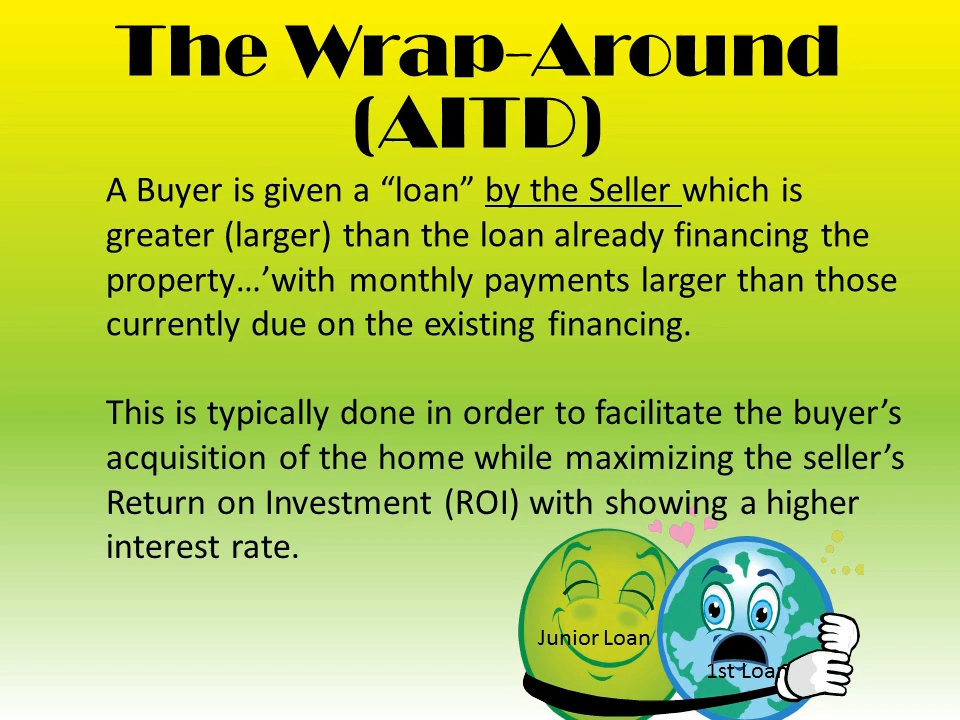 The Wrap-Around
(AITD)
A Buyer is given a “loan” by the Seller which is
greater (larger) than the loan already financing the
property…’with monthly payments larger than those
currently due on the existing financing.
This is typically done in order to facilitate the buyer’s
acquisition of the home while maximizing the seller’s
Return on Investment (ROI) with showing a higher
interest rate.
Junior Loan
1st Loan